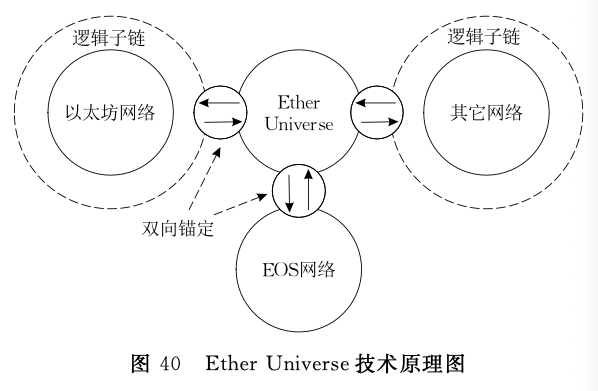 逻辑子链
逻辑子链
以太坊网络
Ether
Universe
其它网络
双向锚定
EOS网络
图 40 Ether Universe 技术原理图